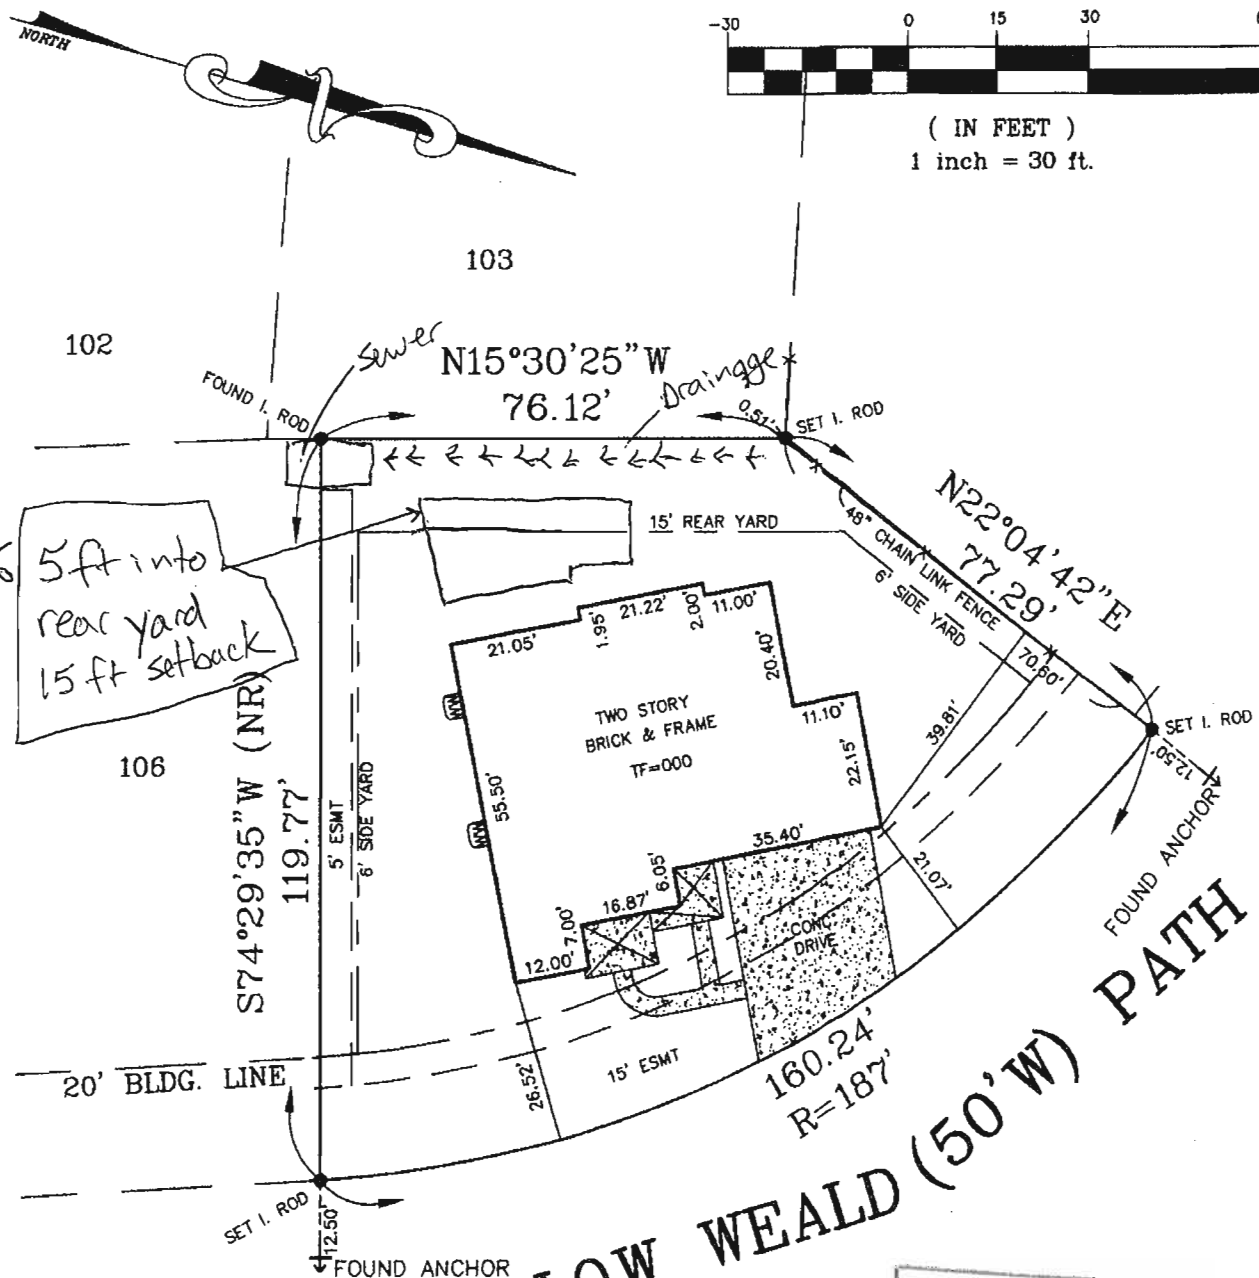 NORTH
-30 0 15 30
( IN FEET )
1 inch = 30 ft.
103
102
Sewer
N15°30'25"W
76.12'
Draingge
FOUND I. ROD
0.51'
SET I. ROD
N22°04'42"E
77.29'
48" CHAIN LINK FENCE
6' SIDE YARD
15' REAR YARD
5 ft into
rear yard
15 ft setback
21.05'
1.95'
21.22'
2.00'
11.00'
20.40'
11.10'
22.15'
39.81'
70.60'
TWO STORY
BRICK & FRAME
TF=000
WW
WW
55.50'
106
S74°29'35"W (NR)
119.77'
5' ESMT
6' SIDE YARD
35.40'
6.05'
16.87'
7.00'
12.00'
21.07'
CONC
DRIVE
SET I. ROD
12.50'
FOUND ANCHOR
20' BLDG. LINE
26.52'
15' ESMT
160.24'
R=187'
SET I. ROD
12.50'
FOUND ANCHOR
LOW WEALD (50'W) PATH